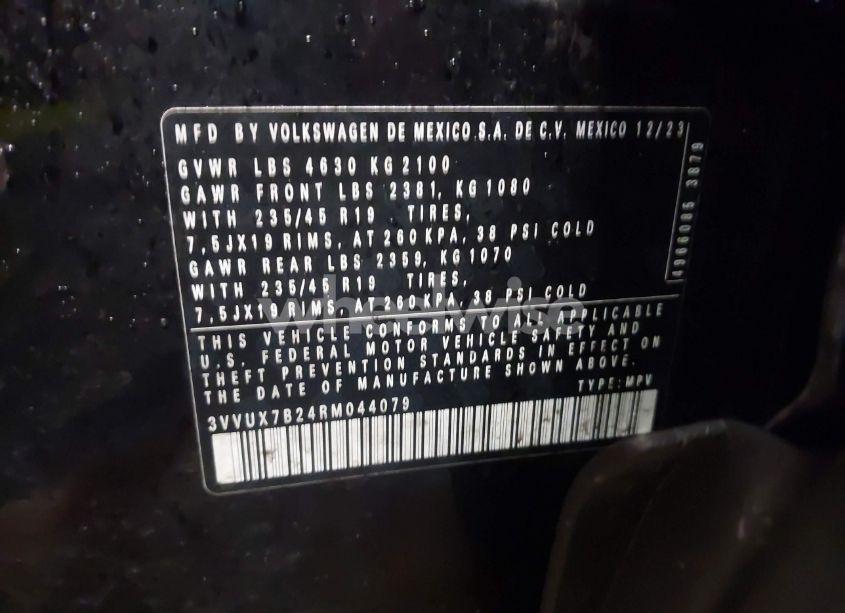 MFD BY VOLKSWAGEN DE MEXICO S.A. DE C.V. MEXICO 12/23
GVWR LBS 4630 KG2100
GAWR FRONT LBS 2381, KG1080
WITH 235/45 R19 TIRES,
7,5JX19 RIMS, AT 260 KPA, 38 PSI COLD
GAWR REAR LBS 2359, KG 1070
WITH 235/45 R19 TIRES,
7,5JX19 RIMS, AT 260 KPA, 38 PSI COLD
THIS VEHICLE CONFORMS TO ALL APPLICABLE
U.S. FEDERAL MOTOR VEHICLE SAFETY AND
THEFT PREVENTION STANDARDS IN EFFECT ON
THE DATE OF MANUFACTURE SHOWN ABOVE.
3VVUX7B24RM044079 TYPE: MPV
4966085 3879
wheelwise